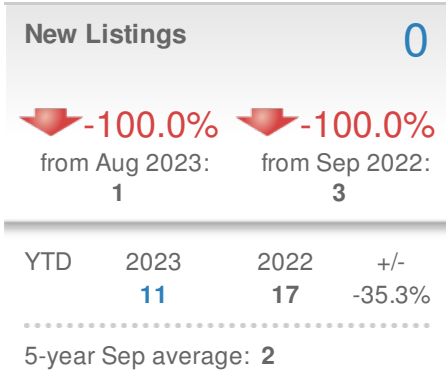 New Listings 0
-100.0% -100.0%
from Aug 2023: from Sep 2022:
1 3
YTD 2023 2022 +/-
11 17 -35.3%
5-year Sep average: 2